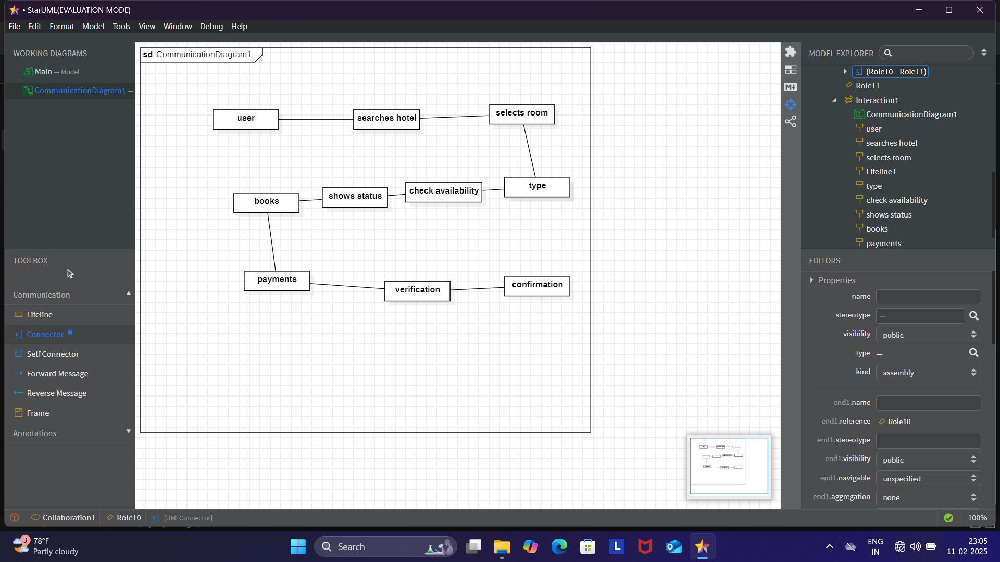 • StarUML(EVALUATION MODE)
File Edit Format Model Tools View Window Debug Help
WORKING DIAGRAMS
Main — Model
CommunicationDiagram1 —
TOOLBOX
Communication
Lifeline
Connector
Self Connector
Forward Message
Reverse Message
Frame
Annotations
sd CommunicationDiagram1
user
searches hotel
selects room
books
shows status
check availability
type
payments
verification
confirmation
MODEL EXPLORER
(Role10—Role11)
Role11
Interaction1
CommunicationDiagram1
user
searches hotel
selects room
Lifeline1
type
check availability
shows status
books
payments
EDITORS
Properties
name
stereotype —
visibility public
type —
kind assembly
end1.name
end1.reference Role10
end1.stereotype
end1.visibility public
end1.navigable unspecified
end1.aggregation none
Collaboration1 Role10 [UMLConnector]
100%
3
78°F
Partly cloudy
Search
L
ENG
IN
23:05
11-02-2025